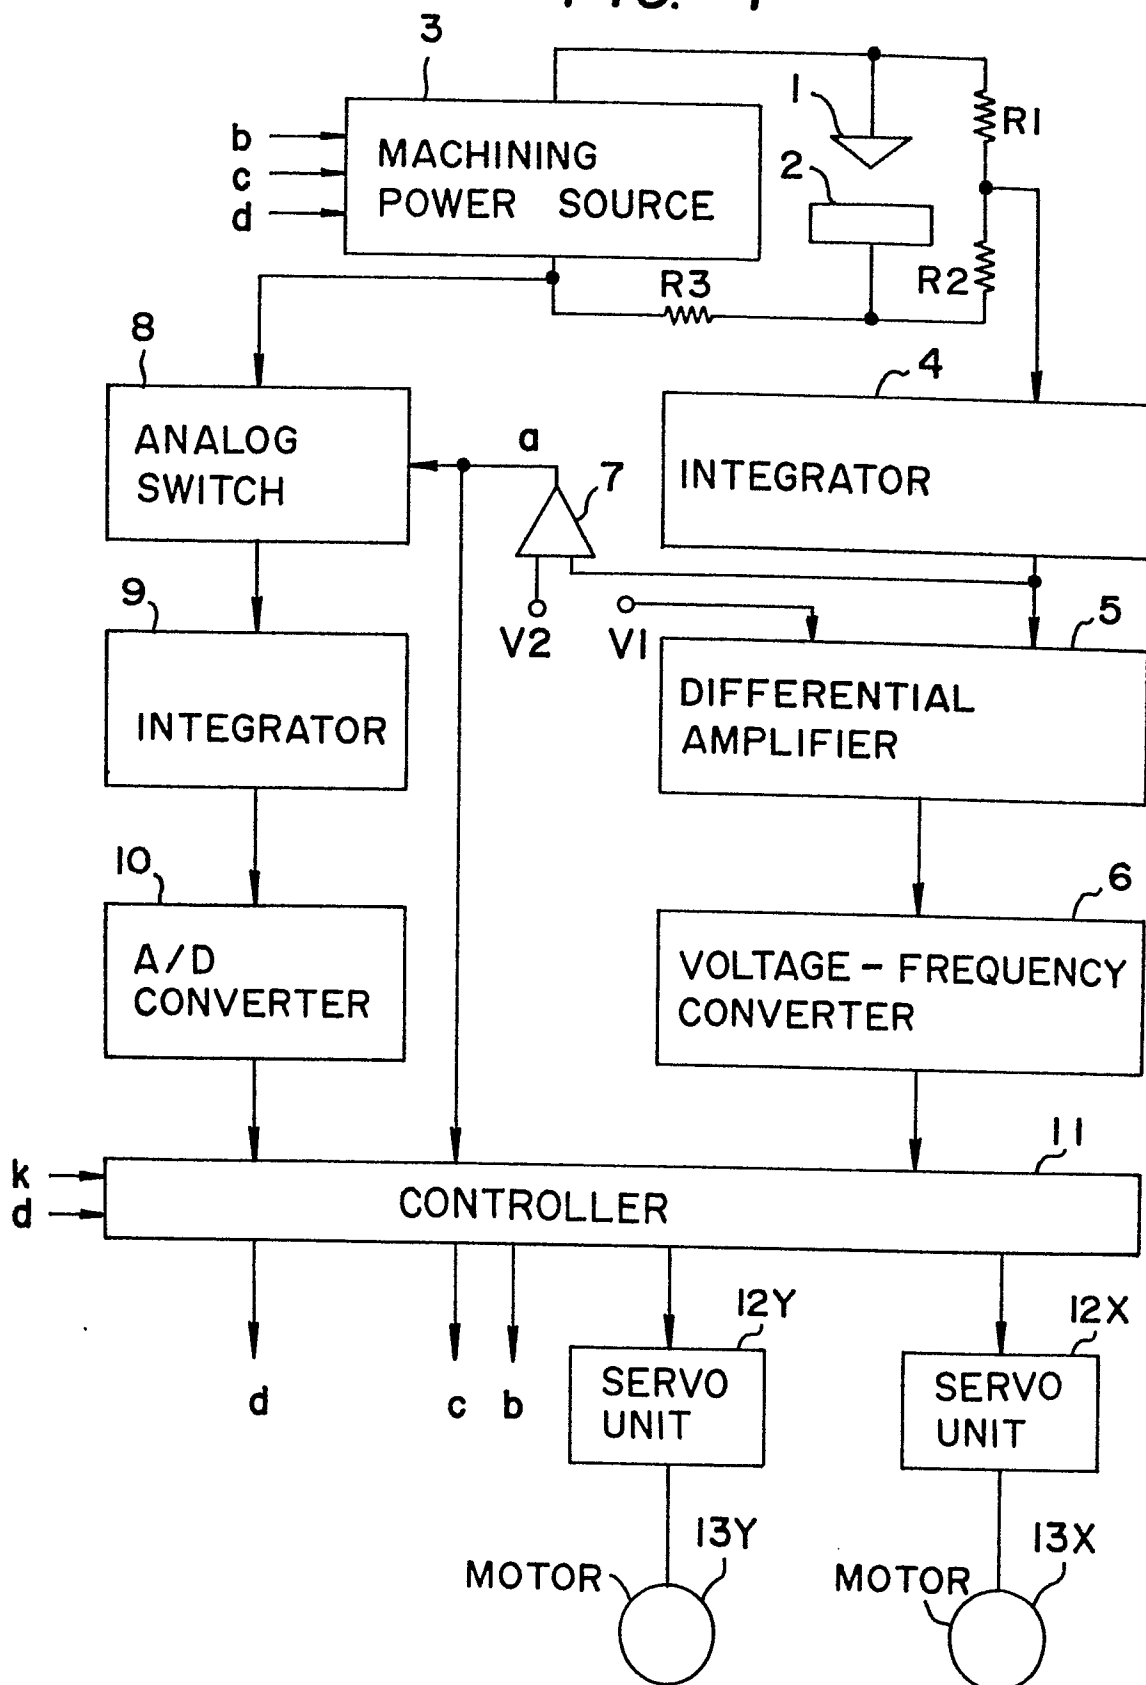 3
1
R1
b
c
d
MACHINING
POWER SOURCE
2
R3
R2
8
4
ANALOG
SWITCH
a
7
INTEGRATOR
9
V2
V1
5
INTEGRATOR
DIFFERENTIAL
AMPLIFIER
10
6
A/D
CONVERTER
VOLTAGE - FREQUENCY
CONVERTER
11
k
d
CONTROLLER
12Y
12X
d
c
b
SERVO
UNIT
SERVO
UNIT
13Y
13X
MOTOR
MOTOR